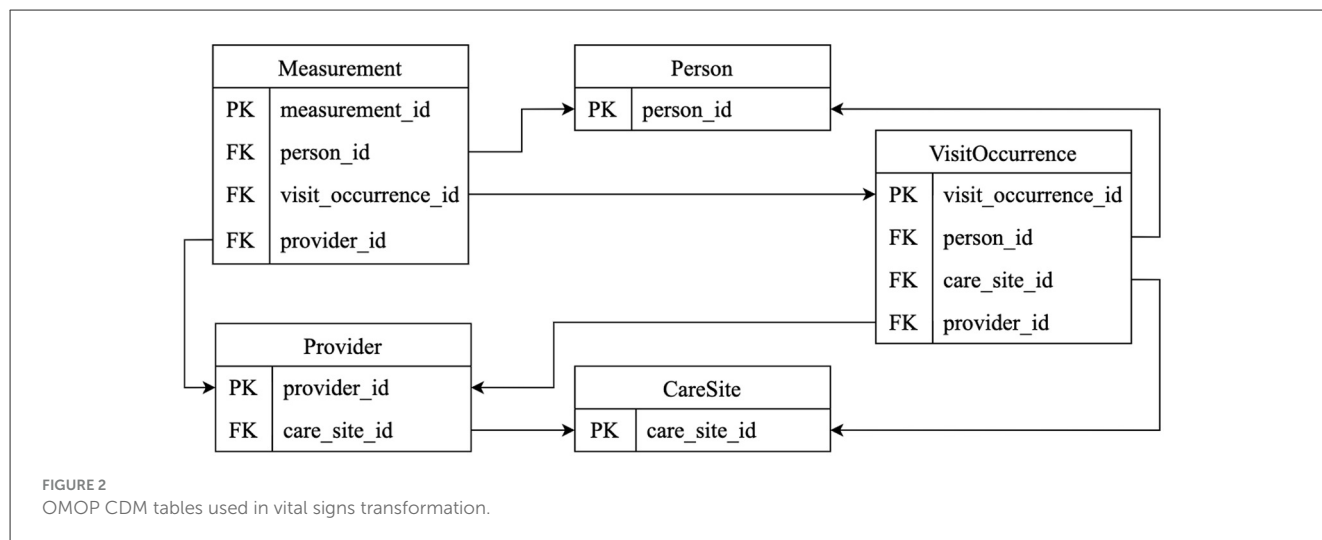 Measurement
PK measurement_id
FK person_id
FK visit_occurrence_id
FK provider_id
Person
PK person_id
VisitOccurrence
PK visit_occurrence_id
FK person_id
FK care_site_id
FK provider_id
Provider
PK provider_id
FK care_site_id
CareSite
PK care_site_id
FIGURE 2
OMOP CDM tables used in vital signs transformation.